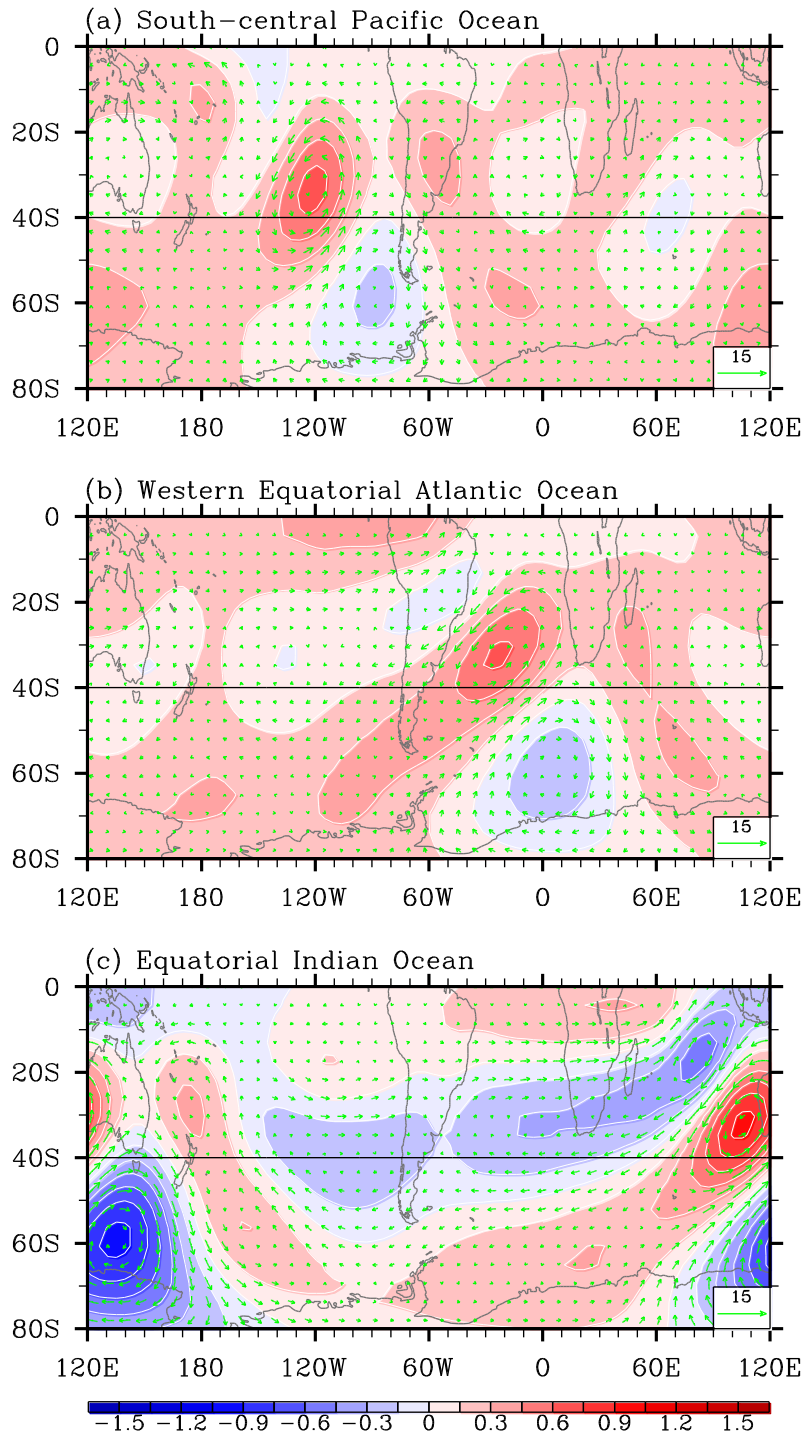 (a) South-central Pacific Ocean
0
20S
40S
60S
80S
15
120E 180 120W 60W 0 60E 120E
(b) Western Equatorial Atlantic Ocean
0
20S
40S
60S
80S
15
120E 180 120W 60W 0 60E 120E
(c) Equatorial Indian Ocean
0
20S
40S
60S
80S
15
120E 180 120W 60W 0 60E 120E
−1.5 −1.2 −0.9 −0.6 −0.3 0 0.3 0.6 0.9 1.2 1.5